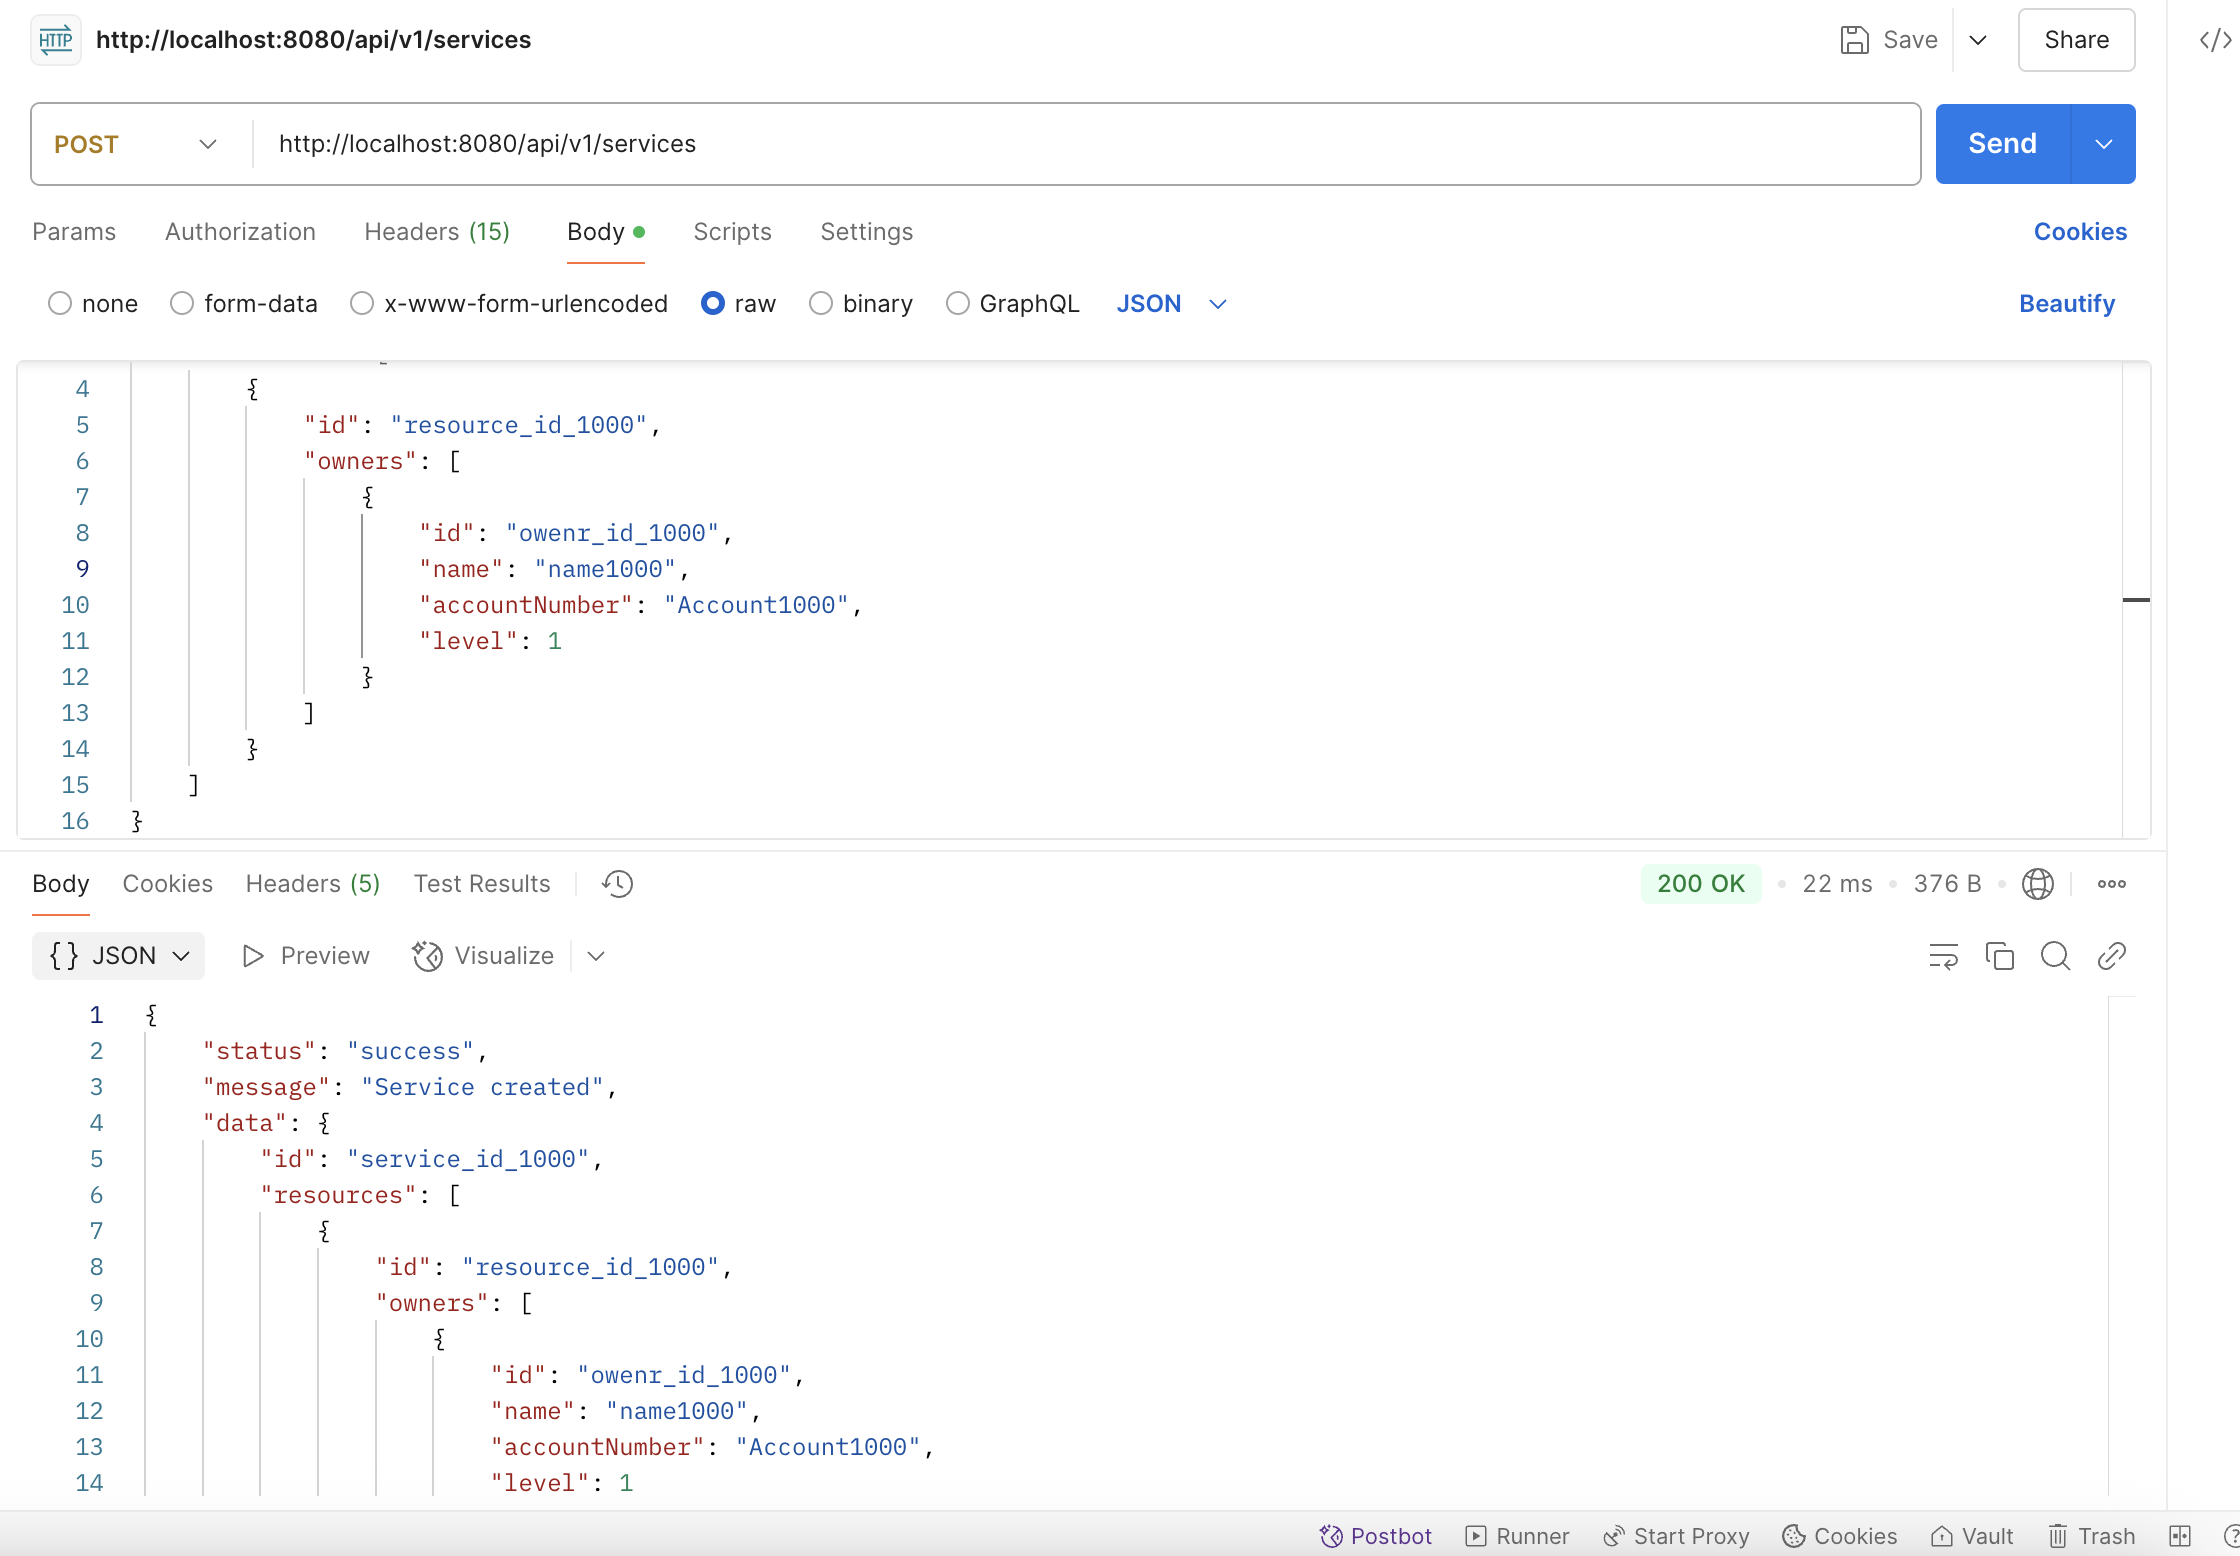 HTTP http://localhost:8080/api/v1/services Save Share </>
POST http://localhost:8080/api/v1/services Send
Params Authorization Headers (15) Body Scripts Settings Cookies
none form-data x-www-form-urlencoded raw binary GraphQL JSON Beautify
4 {
5 "id": "resource_id_1000",
6 "owners": [
7 {
8 "id": "owenr_id_1000",
9 "name": "name1000",
10 "accountNumber": "Account1000",
11 "level": 1
12 }
13 ]
14 }
15 ]
16 }
Body Cookies Headers (5) Test Results 200 OK • 22 ms • 376 B
{} JSON Preview Visualize
1 {
2 "status": "success",
3 "message": "Service created",
4 "data": {
5 "id": "service_id_1000",
6 "resources": [
7 {
8 "id": "resource_id_1000",
9 "owners": [
10 {
11 "id": "owenr_id_1000",
12 "name": "name1000",
13 "accountNumber": "Account1000",
14 "level": 1
Postbot Runner Start Proxy Cookies Vault Trash